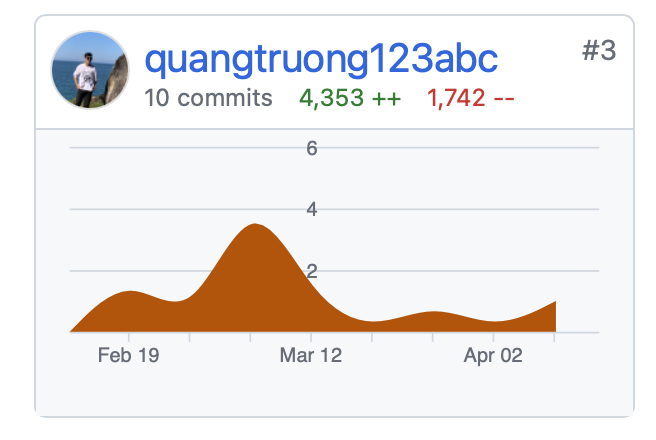 quangtruong123abc
#3
10 commits 4,353 ++ 1,742 --
6
4
2
Feb 19 Mar 12 Apr 02